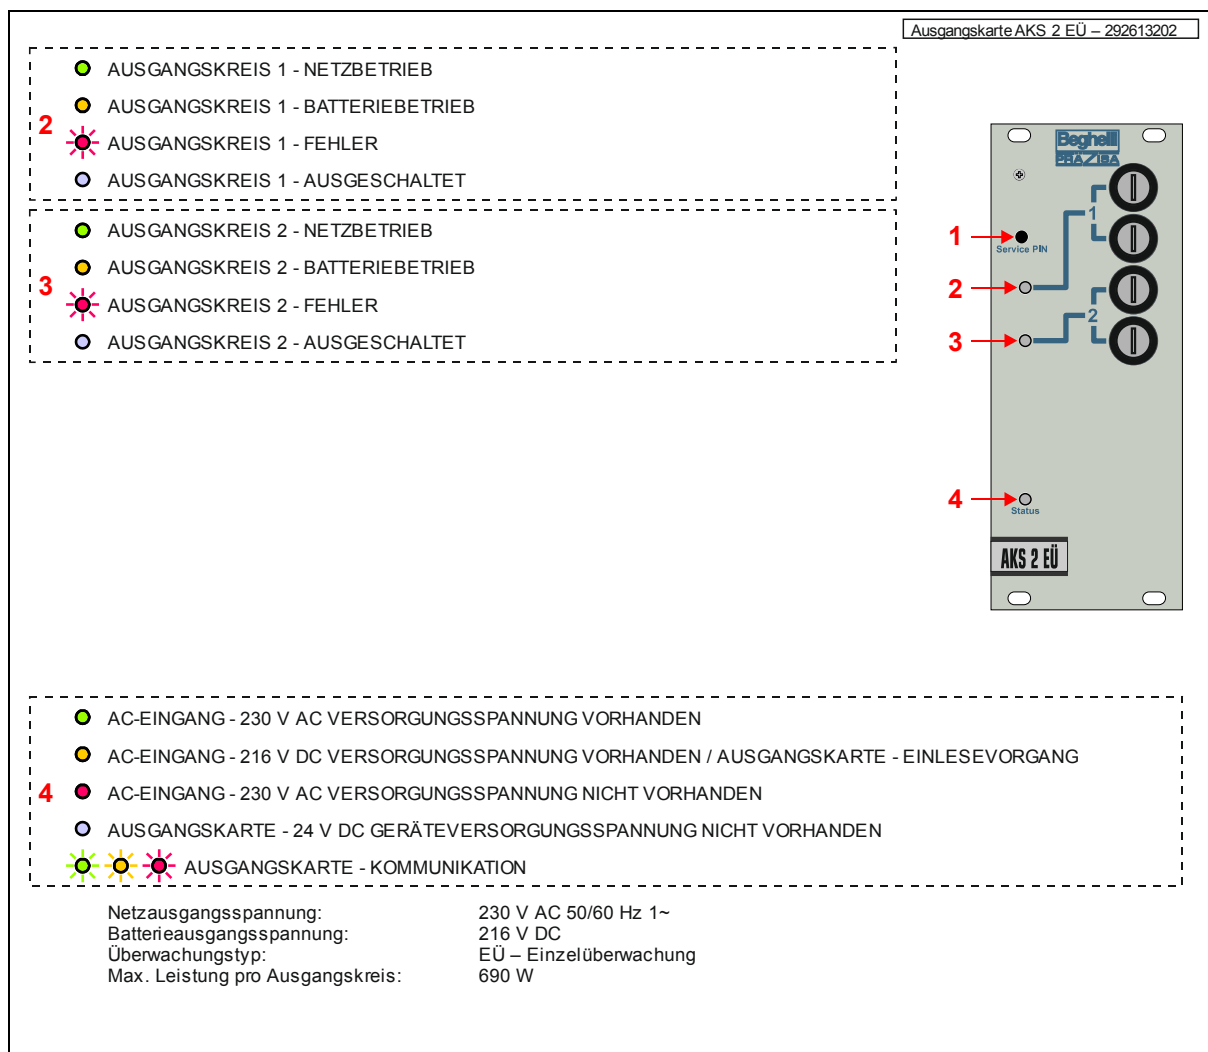 Ausgangskarte AKS 2 EÜ – 292613202
AUSGANGSKREIS 1 - NETZBETRIEB
AUSGANGSKREIS 1 - BATTERIEBETRIEB
2
AUSGANGSKREIS 1 - FEHLER
AUSGANGSKREIS 1 - AUSGESCHALTET
AUSGANGSKREIS 2 - NETZBETRIEB
AUSGANGSKREIS 2 - BATTERIEBETRIEB
3
AUSGANGSKREIS 2 - FEHLER
AUSGANGSKREIS 2 - AUSGESCHALTET
Beghelli
PRÄZISA
1
1
Service PIN
2
2
3
4
Status
AKS 2 EÜ
AC-EINGANG - 230 V AC VERSORGUNGSSPANNUNG VORHANDEN
AC-EINGANG - 216 V DC VERSORGUNGSSPANNUNG VORHANDEN / AUSGANGSKARTE - EINLESEVORGANG
4 AC-EINGANG - 230 V AC VERSORGUNGSSPANNUNG NICHT VORHANDEN
AUSGANGSKARTE - 24 V DC GERÄTEVERSORGUNGSSPANNUNG NICHT VORHANDEN
AUSGANGSKARTE - KOMMUNIKATION
Netzausgangsspannung: 230 V AC 50/60 Hz 1~
Batterieausgangsspannung: 216 V DC
Überwachungstyp: EÜ – Einzelüberwachung
Max. Leistung pro Ausgangskreis: 690 W